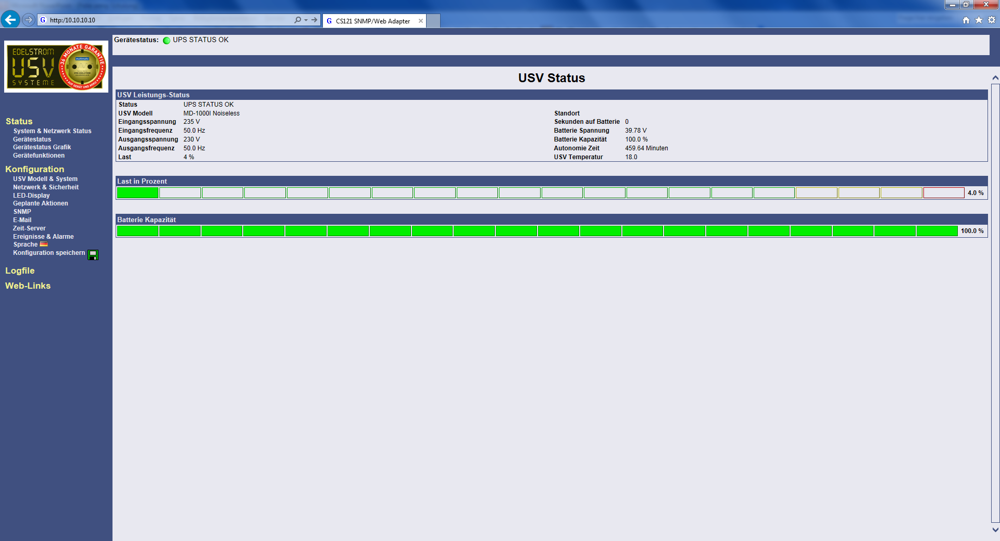 http:/10.10.10.10
G CS121 SNMP/Web Adapter
Gerätestatus: UPS STATUS OK
EDELSTROM
USV
SYSTEME
36 MONATE GARANTIE
multimatic
AUF GERÄT UND AKKU
Status
System & Netzwerk Status
Gerätestatus
Gerätestatus Grafik
Gerätefunktionen
Konfiguration
USV Modell & System
Netzwerk & Sicherheit
LED-Display
Geplante Aktionen
SNMP
E-Mail
Zeit-Server
Ereignisse & Alarme
Sprache
Konfiguration speichern
Logfile
Web-Links
USV Status
USV Leistungs-Status
Status UPS STATUS OK
USV Modell MD-1000I Noiseless Standort
Eingangsspannung 235 V Sekunden auf Batterie 0
Eingangsfrequenz 50.0 Hz Batterie Spannung 39.78 V
Ausgangsspannung 230 V Batterie Kapazität 100.0 %
Ausgangsfrequenz 50.0 Hz Autonomie Zeit 459.64 Minuten
Last 4 % USV Temperatur 18.0
Last in Prozent
4.0 %
Batterie Kapazität
100.0 %